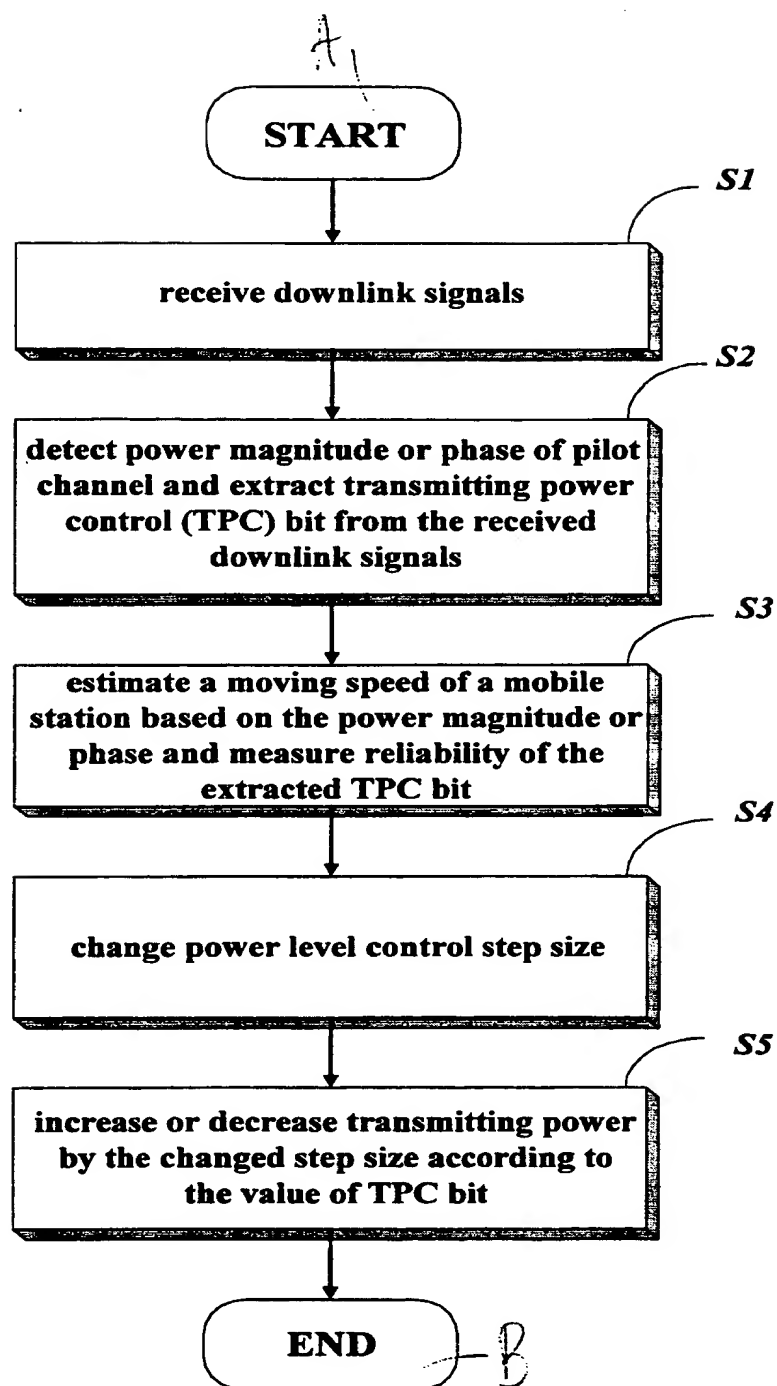 A
START
S1
receive downlink signals
S2
detect power magnitude or phase of pilot
channel and extract transmitting power
control (TPC) bit from the received
downlink signals
S3
estimate a moving speed of a mobile
station based on the power magnitude or
phase and measure reliability of the
extracted TPC bit
S4
change power level control step size
S5
increase or decrease transmitting power
by the changed step size according to
the value of TPC bit
END
B